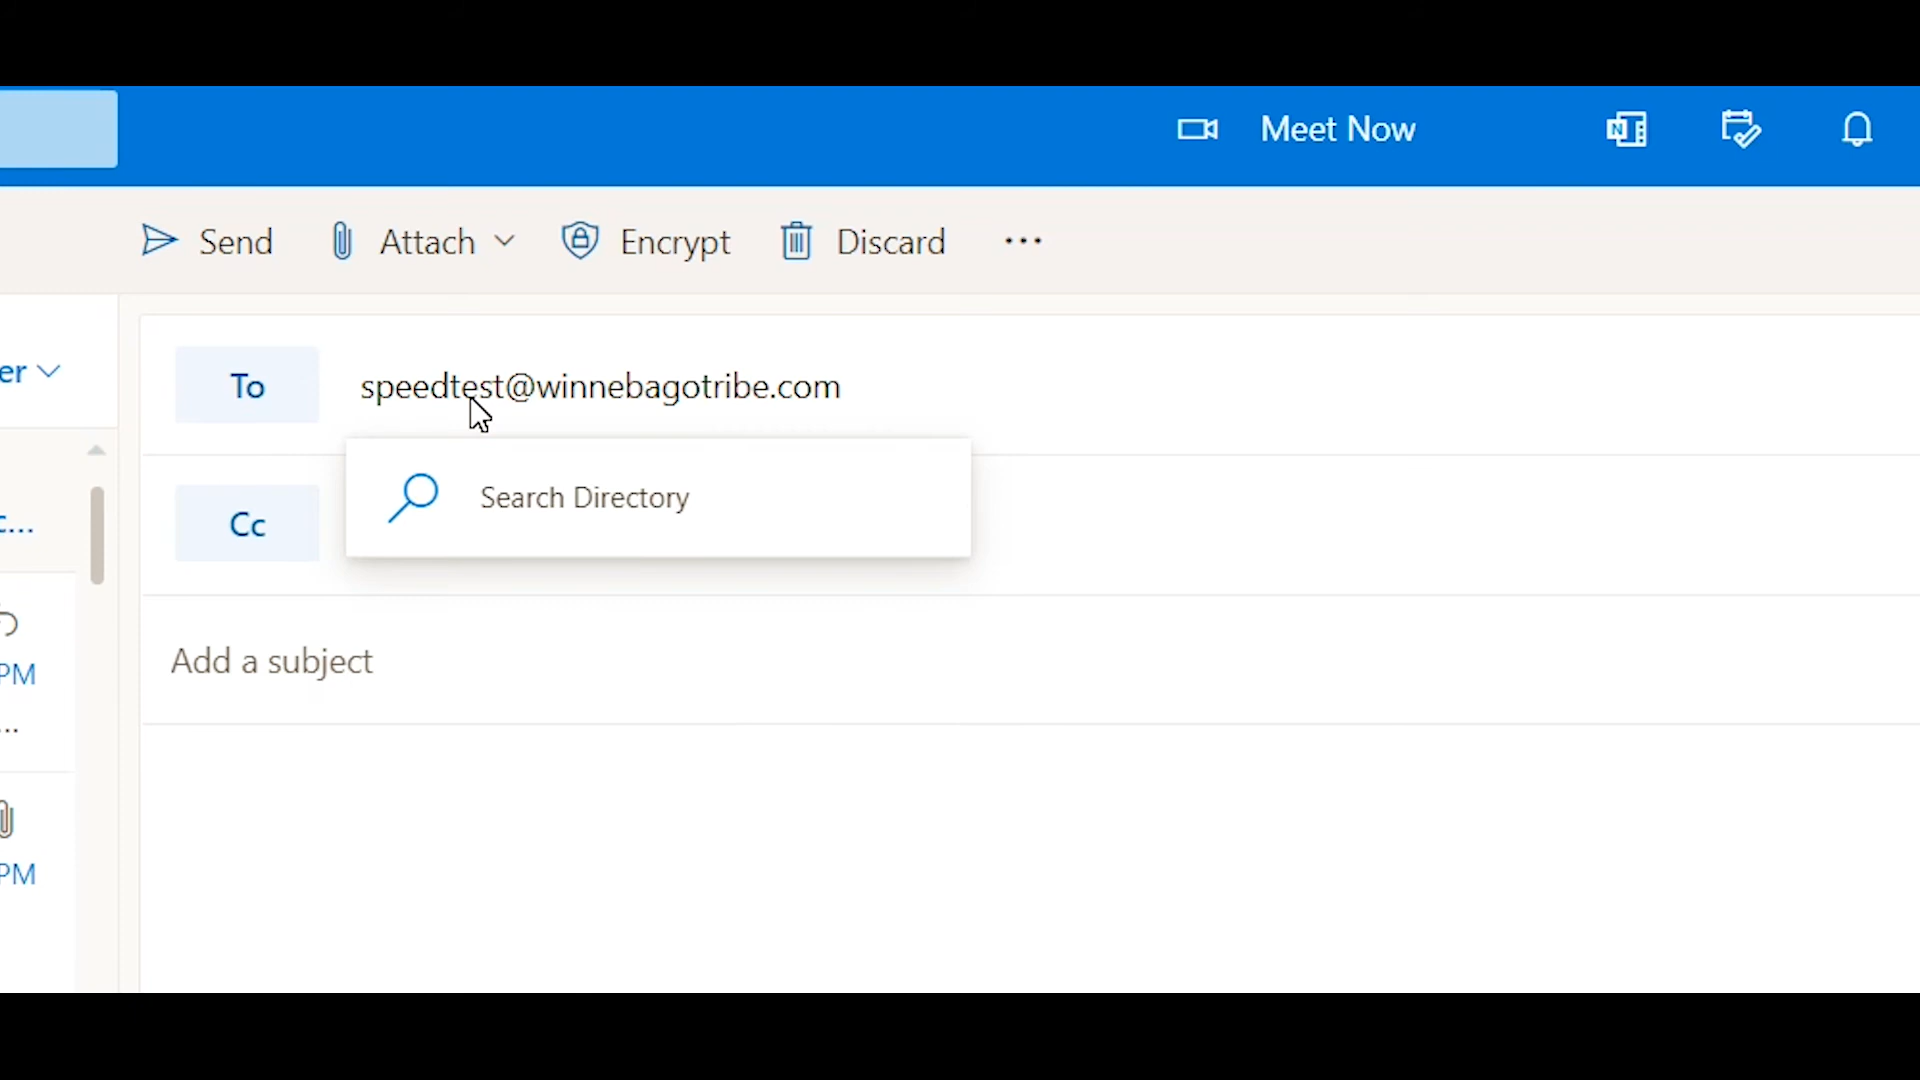 Meet Now
Send Attach Encrypt Discard ...
er
To speedtest@winnebagotribe.com
Search Directory
Cc
c...
Add a subject
PM
...
PM